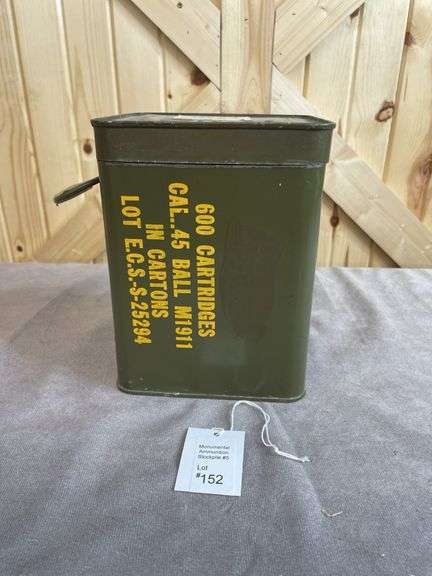 600 CARTRIDGES
CAL..45 BALL M1911
IN CARTONS
LOT E.C.S.-S-25294
Monumental
Ammunition
Stockpile #5
Lot
#152